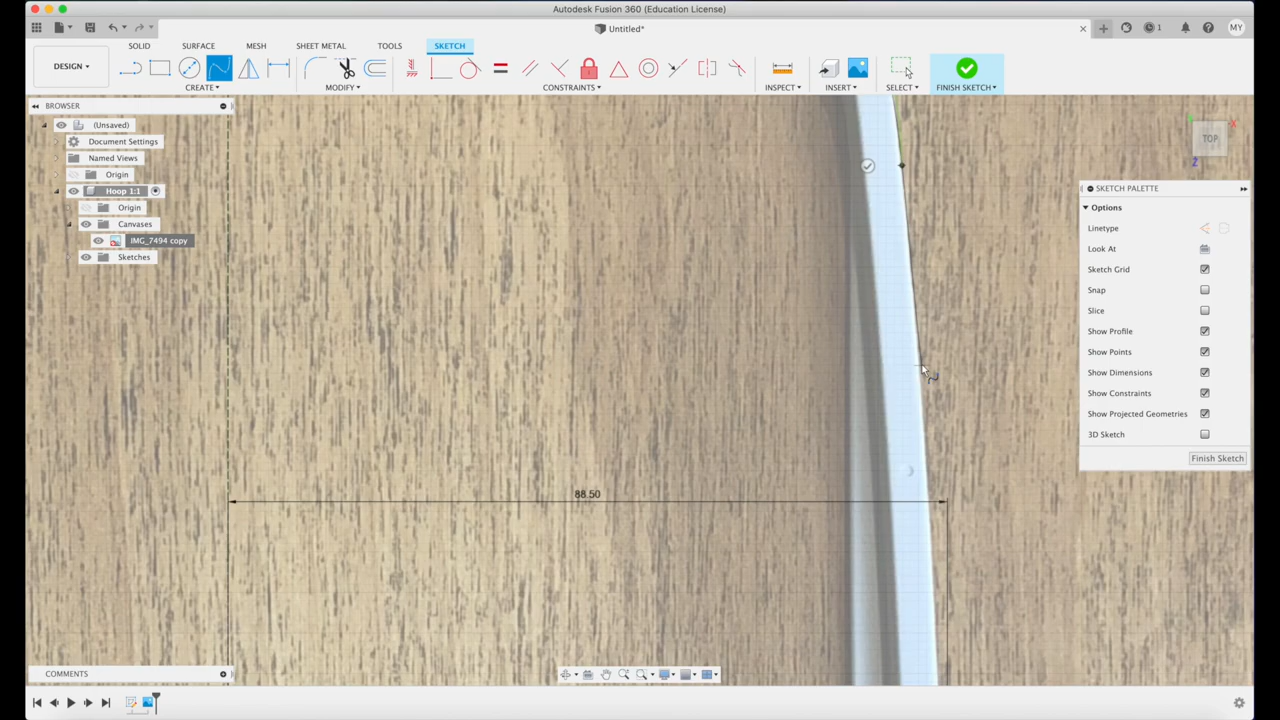 Autodesk Fusion 360 (Education License)
Untitled*
1
MY
DESIGN
SOLID
SURFACE
MESH
SHEET METAL
TOOLS
SKETCH
CREATE
MODIFY
CONSTRAINTS
INSPECT
INSERT
SELECT
FINISH SKETCH
BROWSER
(Unsaved)
Document Settings
Named Views
Origin
Hoop 1:1
Origin
Canvases
IMG_7494 copy
Sketches
TOP
X
Z
SKETCH PALETTE
Options
Linetype
Look At
Sketch Grid
Snap
Slice
Show Profile
Show Points
Show Dimensions
Show Constraints
Show Projected Geometries
3D Sketch
Finish Sketch
88.50
COMMENTS